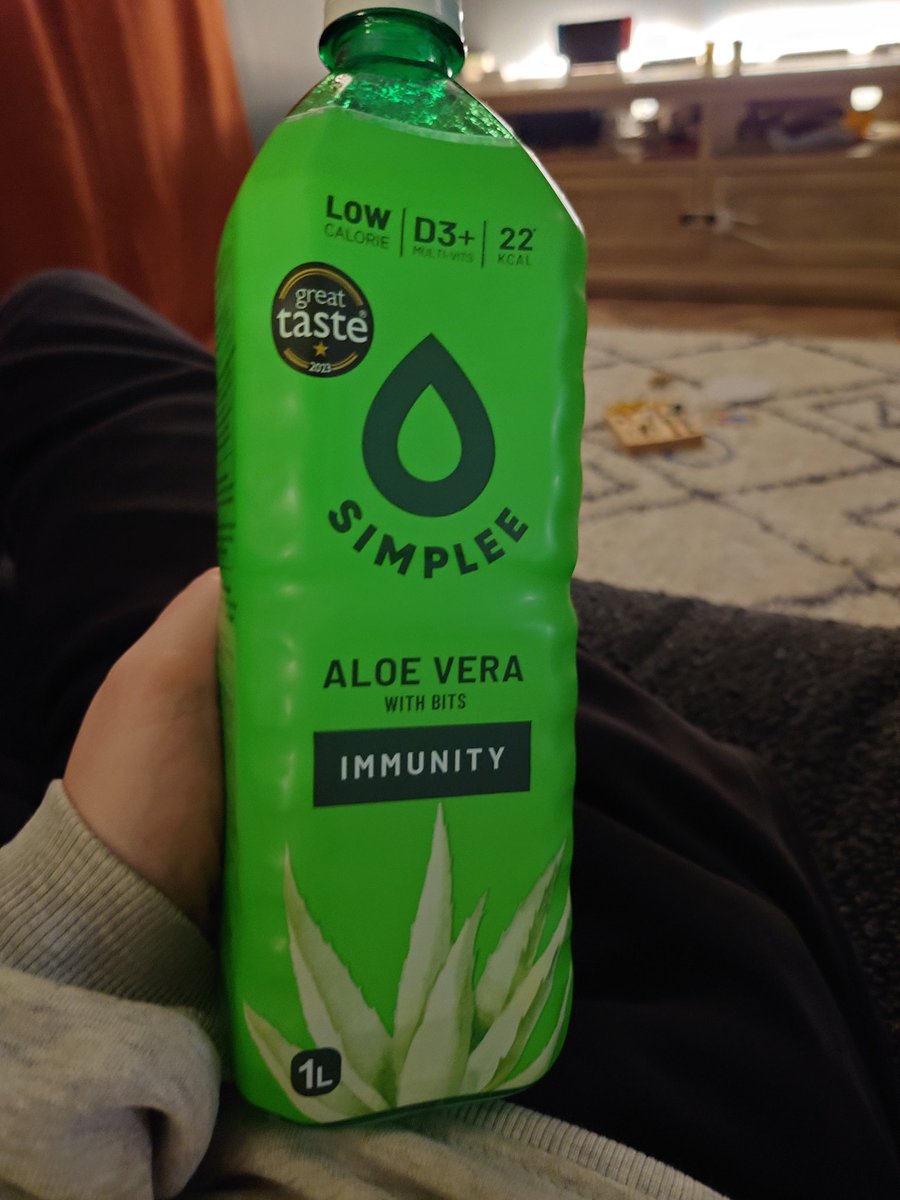 LOW
CALORIE
D3+
MULTI-VITS
22*
KCAL
great
taste®
2023
SIMPLEE
ALOE VERA
WITH BITS
IMMUNITY
1L